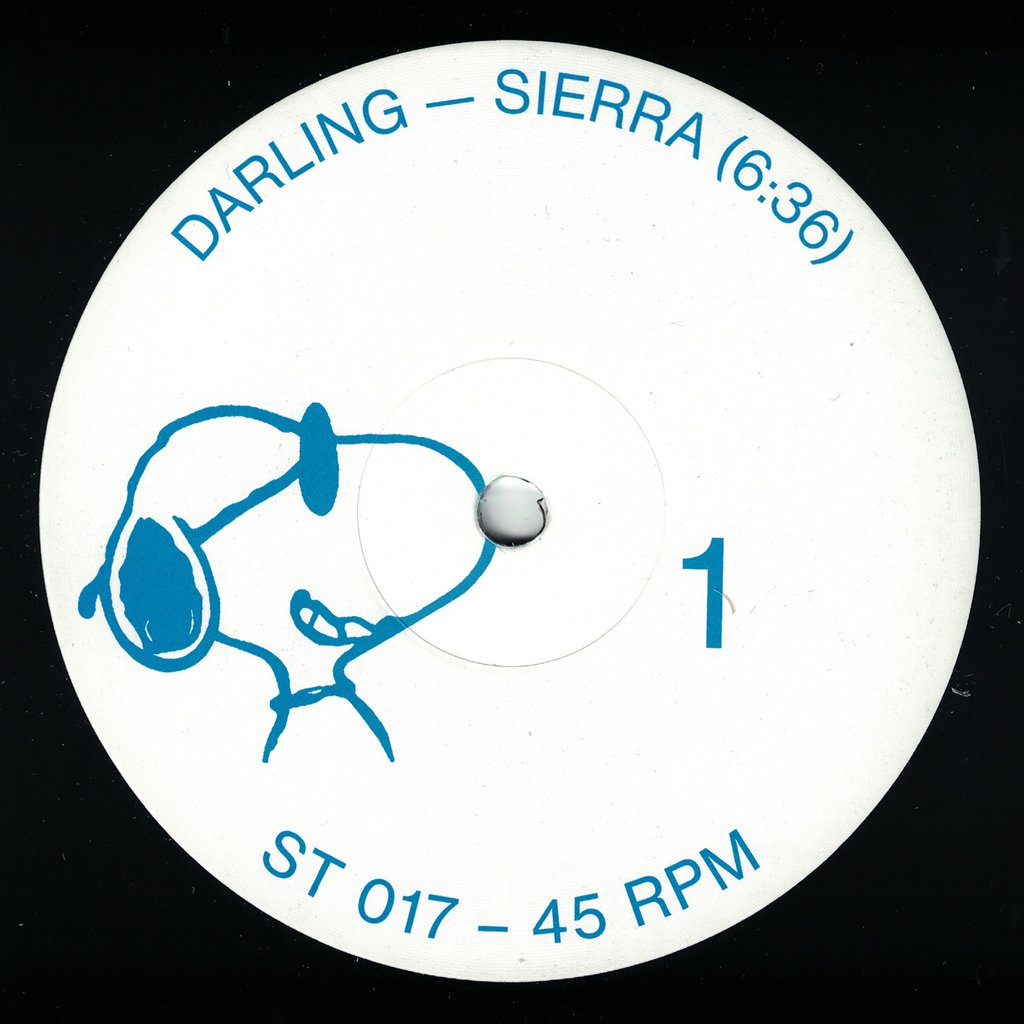 DARLING — SIERRA (6:36)
1
ST 017 – 45 RPM